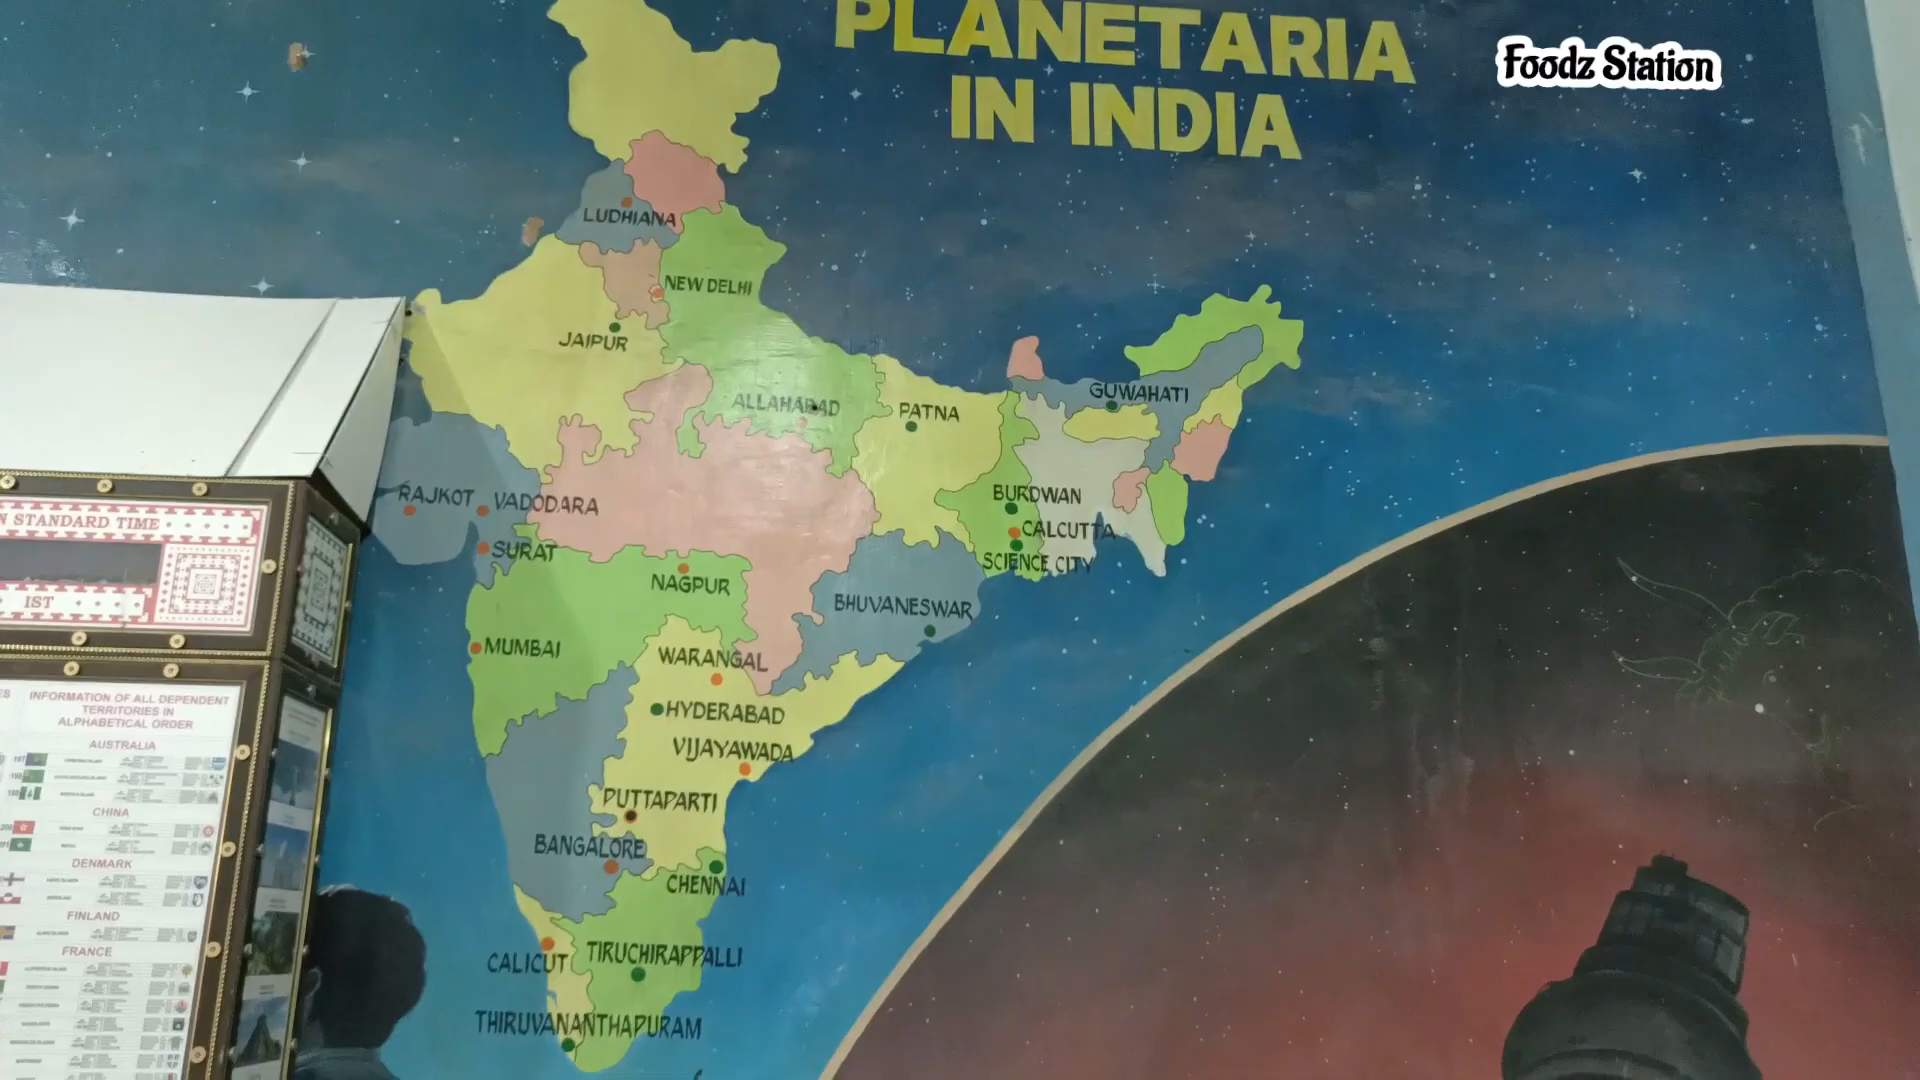 PLANETARIA
IN INDIA
Foodz Station
LUDHIANA
NEW DELHI
JAIPUR
ALLAHABAD
PATNA
GUWAHATI
RAJKOT
VADODARA
BURDWAN
CALCUTTA
SCIENCE CITY
SURAT
NAGPUR
BHUVANESWAR
MUMBAI
WARANGAL
HYDERABAD
VIJAYAWADA
PUTTAPARTI
BANGALORE
CHENNAI
CALICUT
TIRUCHIRAPPALLI
THIRUVANANTHAPURAM
N STANDARD TIME
IST
INFORMATION OF ALL DEPENDENT
TERRITORIES IN
ALPHABETICAL ORDER
AUSTRALIA
CHINA
DENMARK
FINLAND
FRANCE